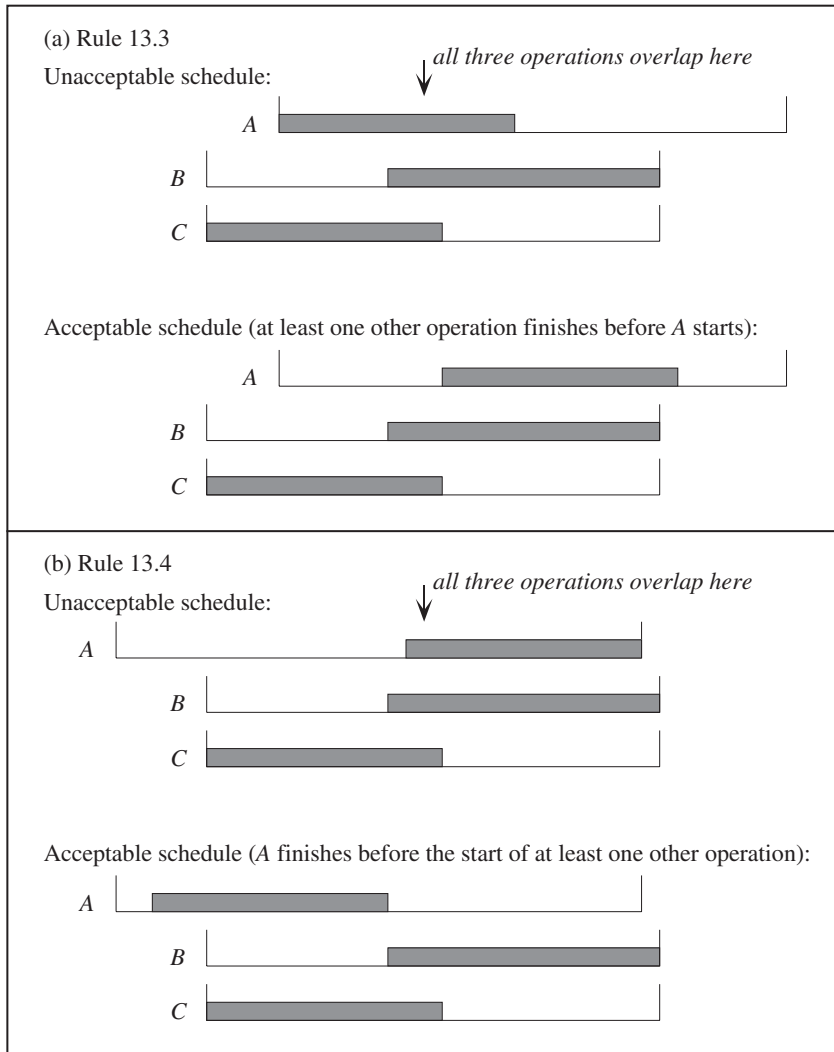 (a) Rule 13.3
all three operations overlap here
Unacceptable schedule:
A
B
C
Acceptable schedule (at least one other operation finishes before A starts):
A
B
C
(b) Rule 13.4
all three operations overlap here
Unacceptable schedule:
A
B
C
Acceptable schedule (A finishes before the start of at least one other operation):
A
B
C